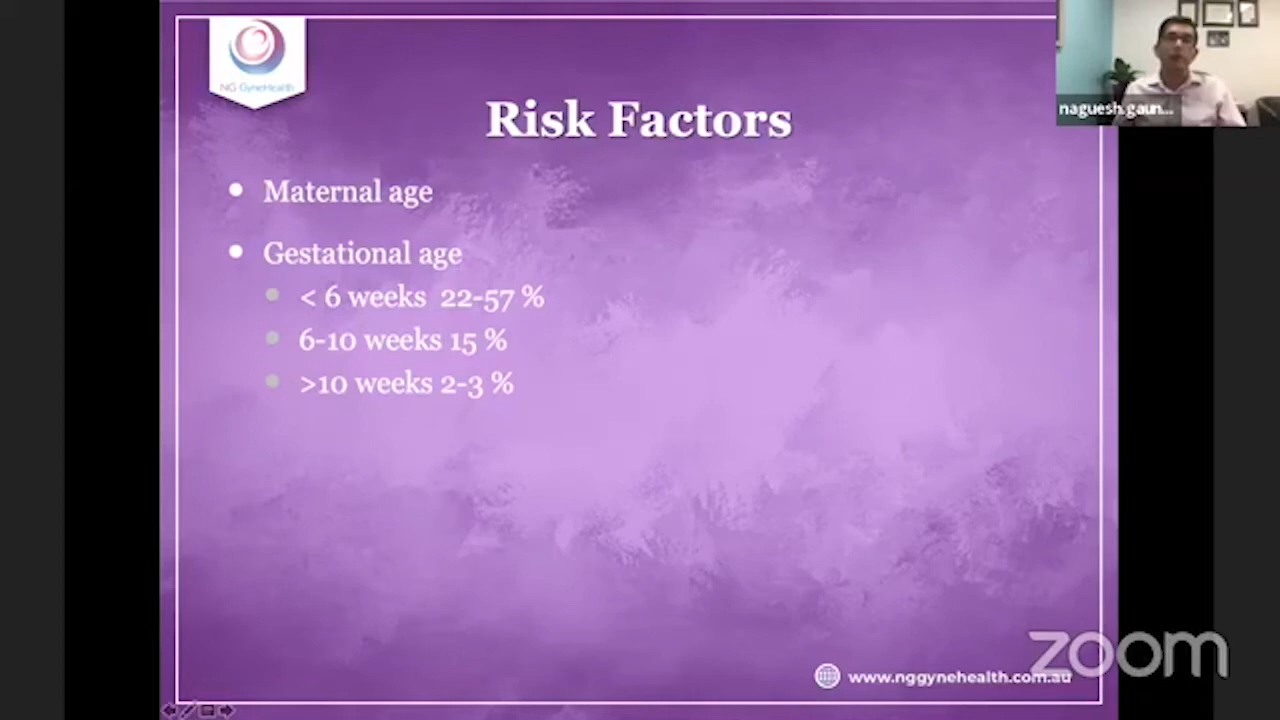 NG GyneHealth
Risk Factors
naguesh.gaun...
Maternal age
Gestational age
< 6 weeks 22-57 %
6-10 weeks 15 %
>10 weeks 2-3 %
zoom
www.nggynehealth.com.au